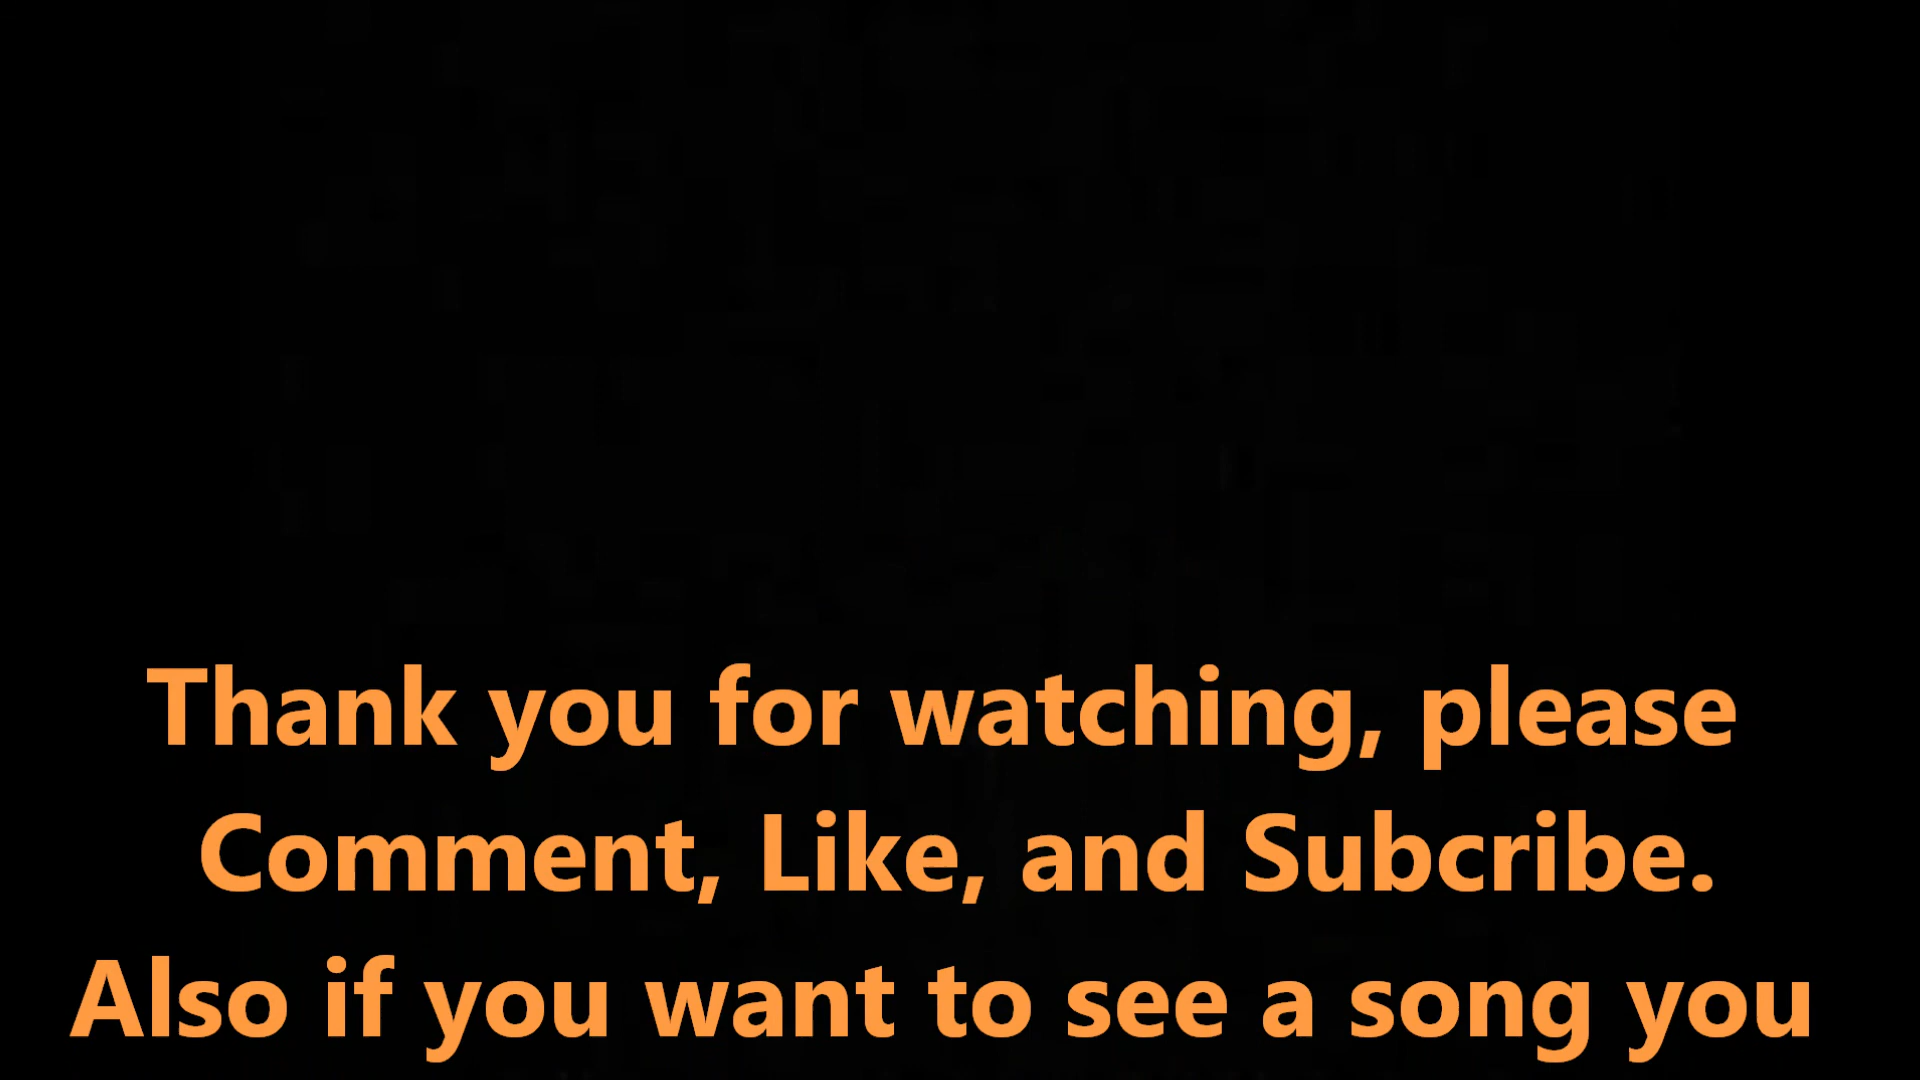 Thank you for watching, please
Comment, Like, and Subcribe.
Also if you want to see a song you